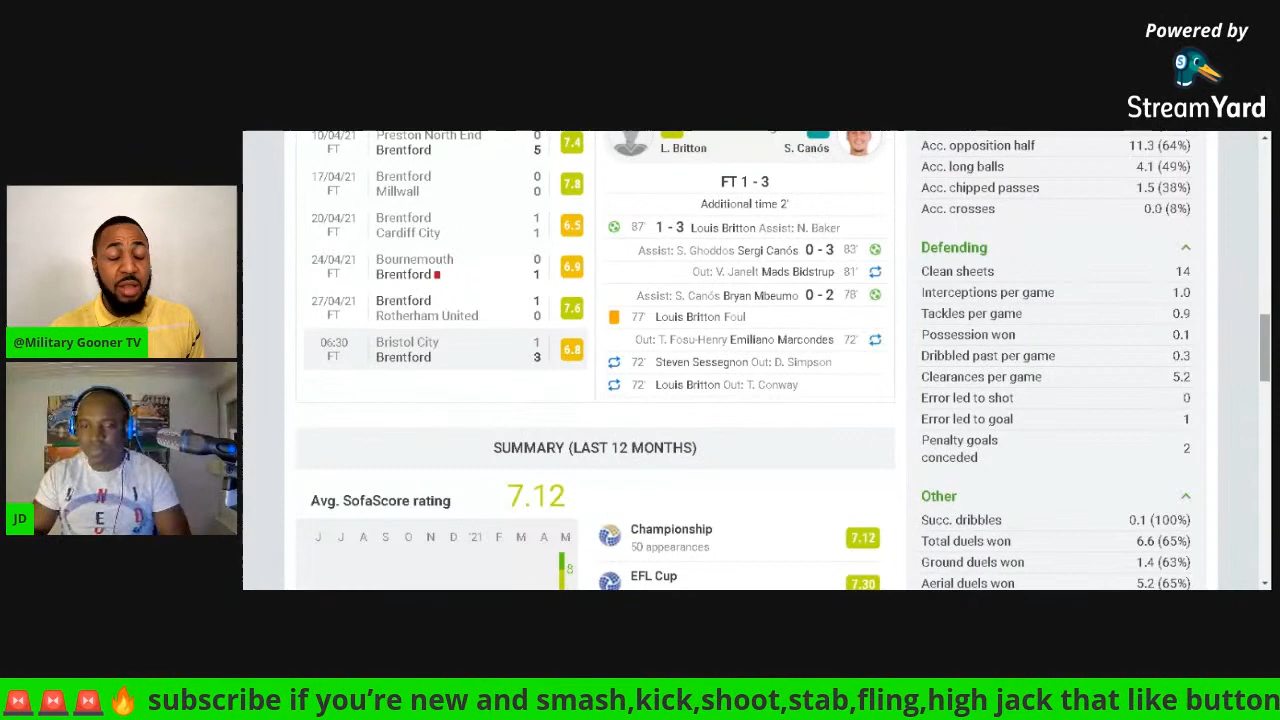 Powered by
StreamYard
10/04/21 Preston North End 0
FT Brentford 5 7.4
17/04/21 Brentford 0
FT Millwall 0 7.8
20/04/21 Brentford 1
FT Cardiff City 1 6.5
24/04/21 Bournemouth 0
FT Brentford 1 6.9
27/04/21 Brentford 1
FT Rotherham United 0 7.6
06:30 Bristol City 1
FT Brentford 3 6.8
L. Britton S. Canós
FT 1 - 3
Additional time 2'
87' 1 - 3 Louis Britton Assist: N. Baker
Assist: S. Ghoddos Sergi Canós 0 - 3 83'
Out: V. Janelt Mads Bidstrup 81'
Assist: S. Canós Bryan Mbeumo 0 - 2 78'
77' Louis Britton Foul
Out: T. Fosu-Henry Emiliano Marcondes 72'
72' Steven Sessegnon Out: D. Simpson
72' Louis Britton Out: T. Conway
SUMMARY (LAST 12 MONTHS)
Avg. SofaScore rating 7.12
J J A S O N D '21 F M A M
8
Championship
50 appearances 7.12
EFL Cup 7.30
Acc. opposition half 11.3 (64%)
Acc. long balls 4.1 (49%)
Acc. chipped passes 1.5 (38%)
Acc. crosses 0.0 (8%)
Defending
Clean sheets 14
Interceptions per game 1.0
Tackles per game 0.9
Possession won 0.1
Dribbled past per game 0.3
Clearances per game 5.2
Error led to shot 0
Error led to goal 1
Penalty goals
conceded 2
Other
Succ. dribbles 0.1 (100%)
Total duels won 6.6 (65%)
Ground duels won 1.4 (63%)
Aerial duels won 5.2 (65%)
@Military Gooner TV
JD
subscribe if you’re new and smash,kick,shoot,stab,fling,high jack that like button